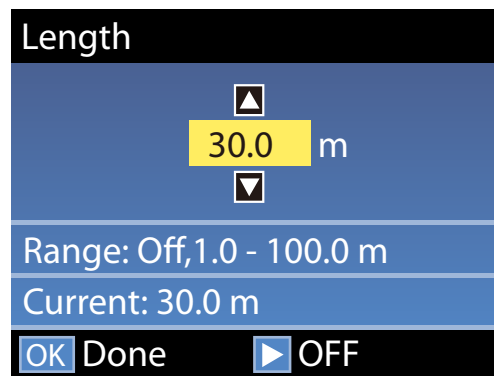 Length
30.0 m
Range: Off,1.0 - 100.0 m
Current: 30.0 m
OK Done OFF